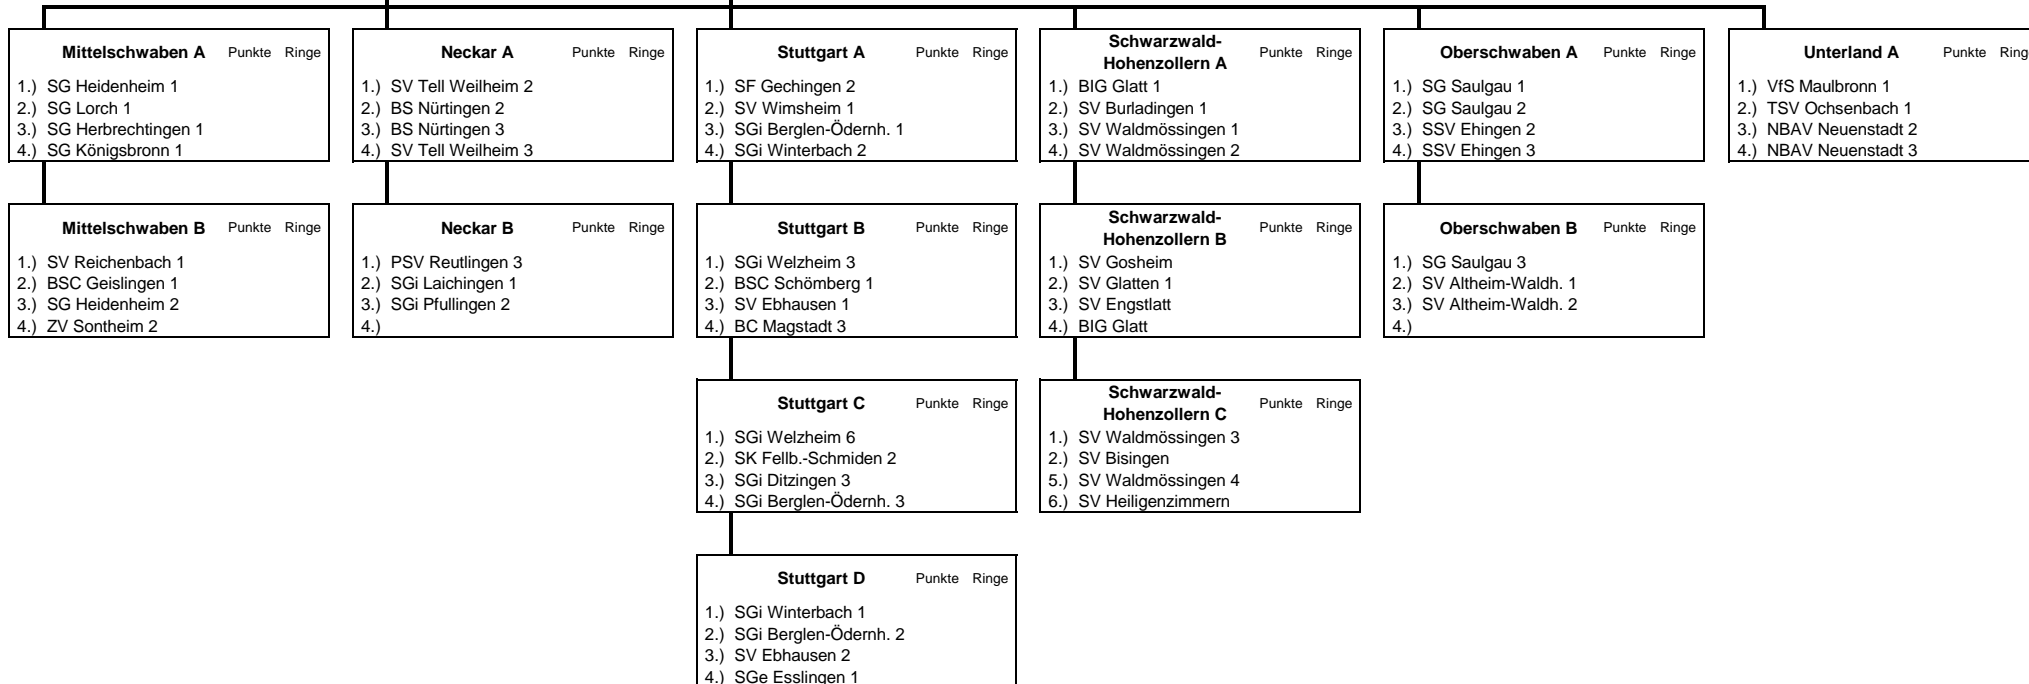 Mittelschwaben A Punkte Ringe
1.) SG Heidenheim 1
2.) SG Lorch 1
3.) SG Herbrechtingen 1
4.) SG Königsbronn 1
Neckar A Punkte Ringe
1.) SV Tell Weilheim 2
2.) BS Nürtingen 2
3.) BS Nürtingen 3
4.) SV Tell Weilheim 3
Stuttgart A Punkte Ringe
1.) SF Gechingen 2
2.) SV Wimsheim 1
3.) SGi Berglen-Ödernh. 1
4.) SGi Winterbach 2
Schwarzwald-
Hohenzollern A Punkte Ringe
1.) BIG Glatt 1
2.) SV Burladingen 1
3.) SV Waldmössingen 1
4.) SV Waldmössingen 2
Oberschwaben A Punkte Ringe
1.) SG Saulgau 1
2.) SG Saulgau 2
3.) SSV Ehingen 2
4.) SSV Ehingen 3
Unterland A Punkte Ring
1.) VfS Maulbronn 1
2.) TSV Ochsenbach 1
3.) NBAV Neuenstadt 2
4.) NBAV Neuenstadt 3
Mittelschwaben B Punkte Ringe
1.) SV Reichenbach 1
2.) BSC Geislingen 1
3.) SG Heidenheim 2
4.) ZV Sontheim 2
Neckar B Punkte Ringe
1.) PSV Reutlingen 3
2.) SGi Laichingen 1
3.) SGi Pfullingen 2
4.)
Stuttgart B Punkte Ringe
1.) SGi Welzheim 3
2.) BSC Schömberg 1
3.) SV Ebhausen 1
4.) BC Magstadt 3
Schwarzwald-
Hohenzollern B Punkte Ringe
1.) SV Gosheim
2.) SV Glatten 1
3.) SV Engstlatt
4.) BIG Glatt
Oberschwaben B Punkte Ringe
1.) SG Saulgau 3
2.) SV Altheim-Waldh. 1
3.) SV Altheim-Waldh. 2
4.)
Stuttgart C Punkte Ringe
1.) SGi Welzheim 6
2.) SK Fellb.-Schmiden 2
3.) SGi Ditzingen 3
4.) SGi Berglen-Ödernh. 3
Schwarzwald-
Hohenzollern C Punkte Ringe
1.) SV Waldmössingen 3
2.) SV Bisingen
5.) SV Waldmössingen 4
6.) SV Heiligenzimmern
Stuttgart D Punkte Ringe
1.) SGi Winterbach 1
2.) SGi Berglen-Ödernh. 2
3.) SV Ebhausen 2
4.) SGe Esslingen 1